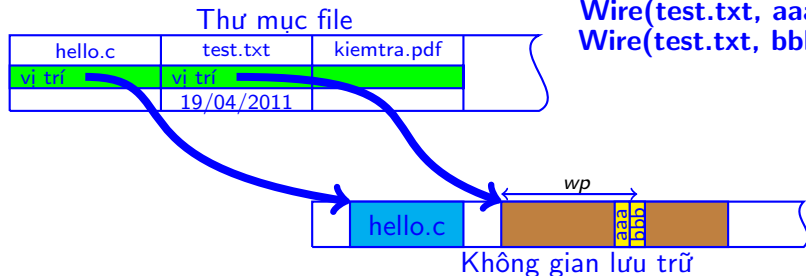 Wire(test.txt, aaa
Wire(test.txt, bbb
Thư mục file
hello.c test.txt kiemtra.pdf
vị trí vị trí
19/04/2011
wp
hello.c aaa bbb
Không gian lưu trữ